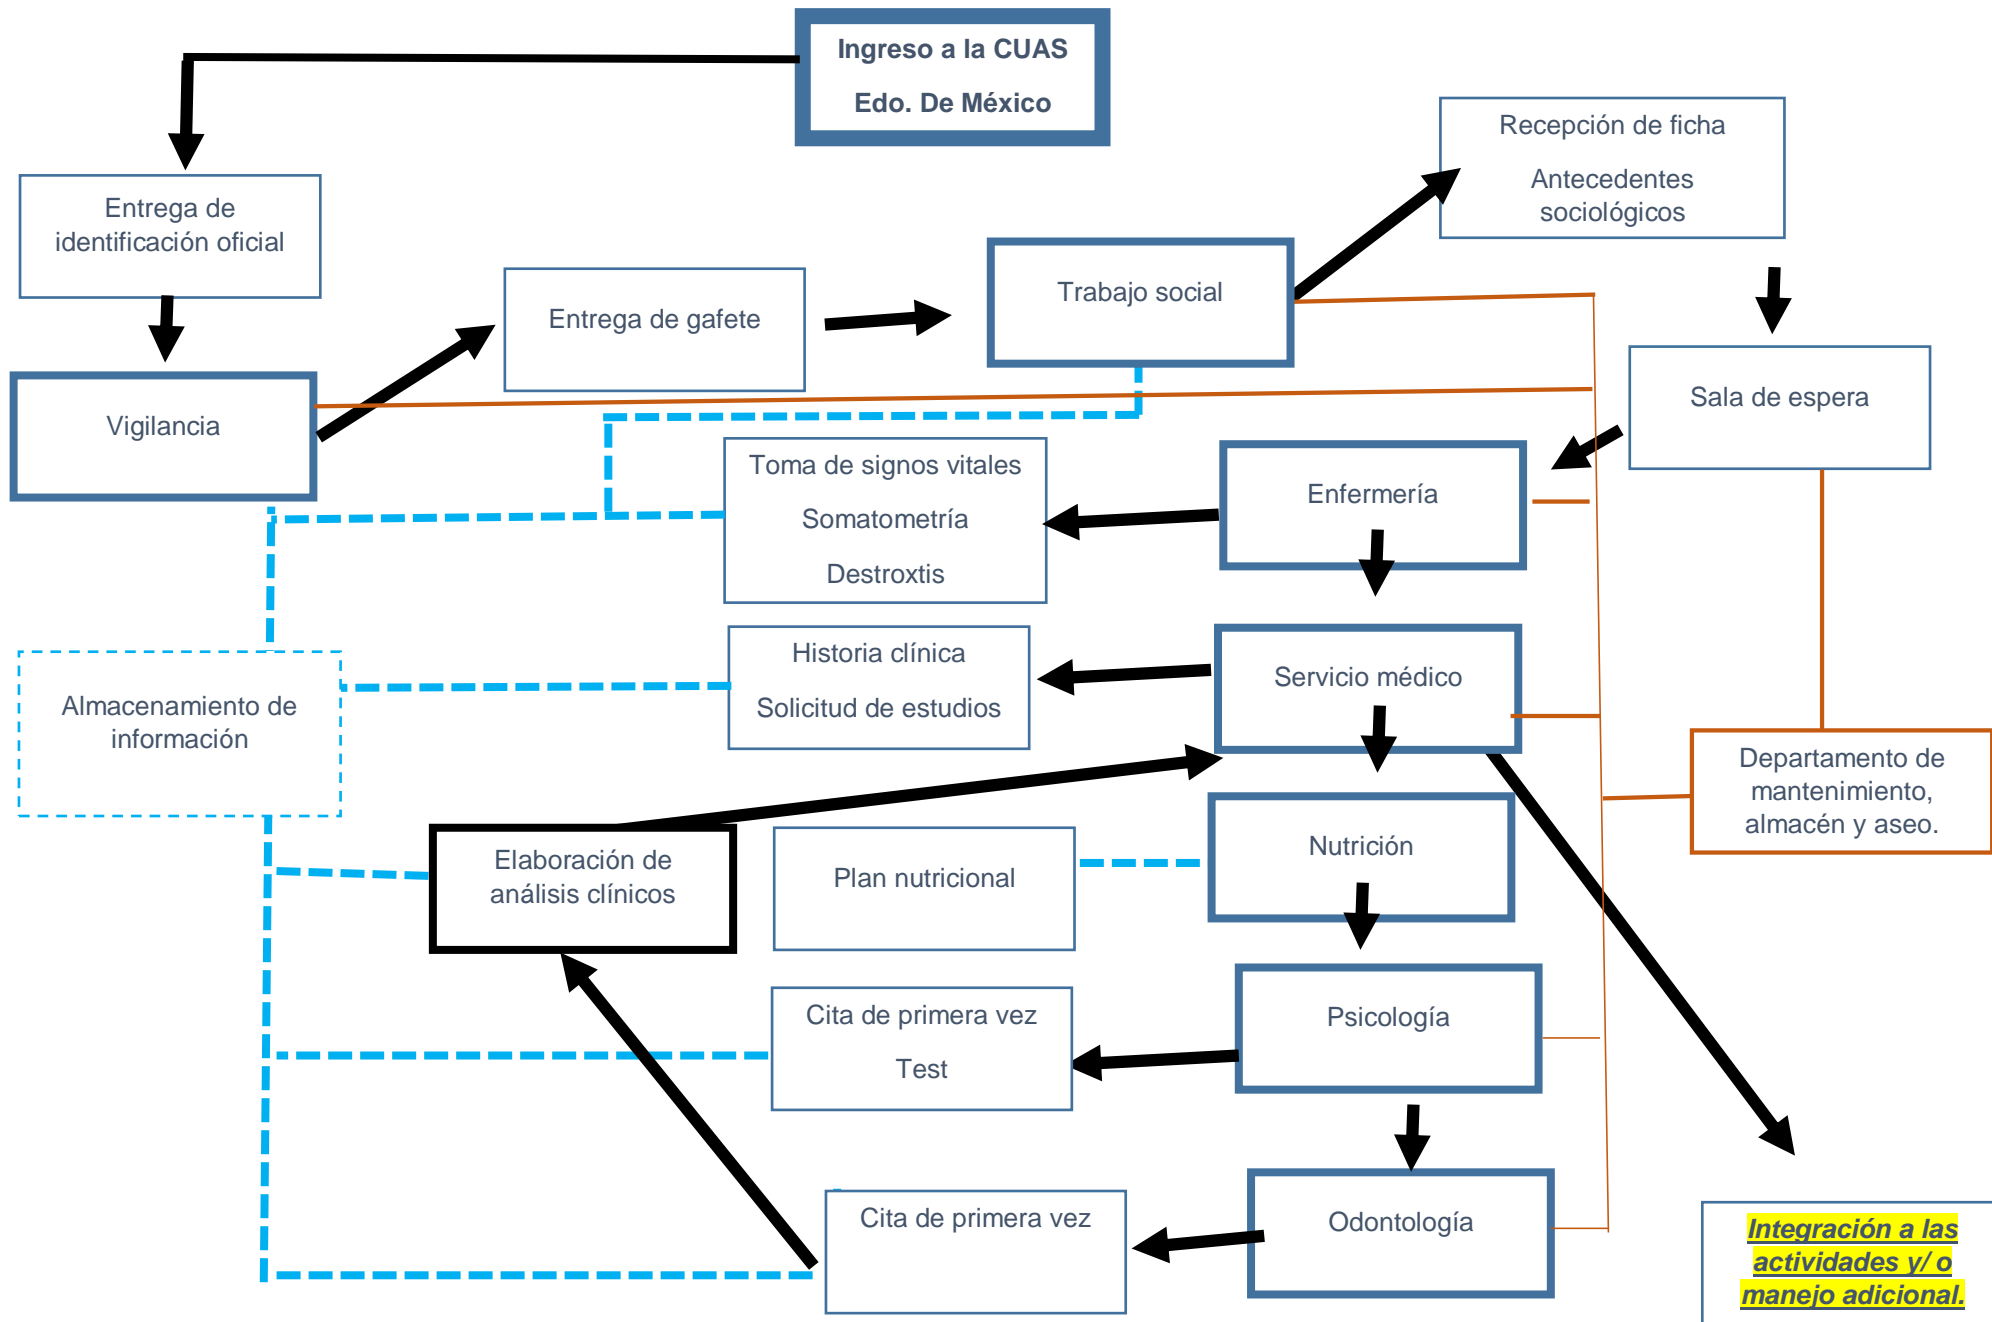 Ingreso a la CUAS
Edo. De México
Recepción de ficha
Antecedentes
sociológicos
Entrega de
identificación oficial
Trabajo social
Entrega de gafete
Sala de espera
Vigilancia
Toma de signos vitales
Somatometría
Destroxtis
Enfermería
Historia clínica
Solicitud de estudios
Servicio médico
Almacenamiento de
información
Departamento de
mantenimiento,
almacén y aseo.
Elaboración de
análisis clínicos
Plan nutricional
Nutrición
Cita de primera vez
Test
Psicología
Cita de primera vez
Odontología
Integración a las
actividades y/ o
manejo adicional.